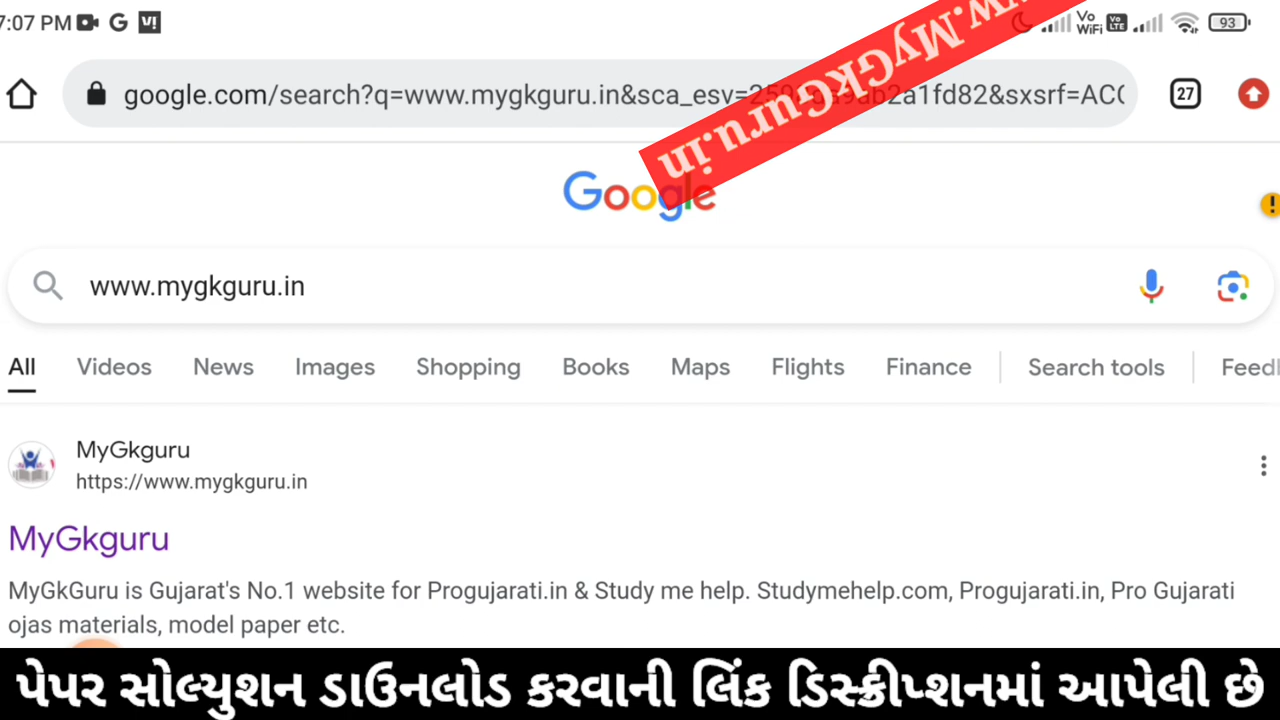 7:07 PM
Vo WiFi
Vo LTE
93
www.MyGkGuru.in
google.com/search?q=www.mygkguru.in&sca_esv=
27
Google
www.mygkguru.in
All Videos News Images Shopping Books Maps Flights Finance Search tools Feed
MyGkguru
https://www.mygkguru.in
MyGkguru
MyGkGuru is Gujarat's No.1 website for Progujarati.in & Study me help. Studymehelp.com, Progujarati.in, Pro Gujarati
ojas materials, model paper etc.
પેપર સોલ્યુશન ડાઉનલોડ કરવાની લિંક ડિસ્ક્રીપ્શનમાં આપેલી છે